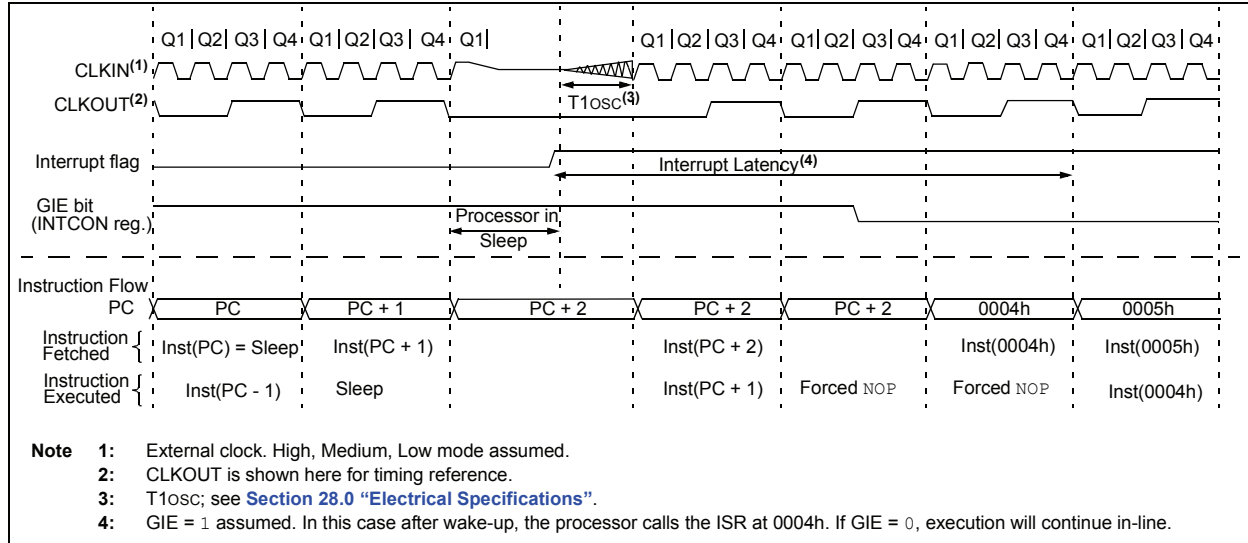 Q1| Q2| Q3| Q4| Q1| Q2| Q3| Q4| Q1| Q1| Q2| Q3| Q4| Q1| Q2| Q3| Q4| Q1| Q2| Q3| Q4| Q1| Q2| Q3| Q4|
CLKIN(1)
CLKOUT(2)
T1OSC(3)
Interrupt flag
Interrupt Latency(4)
GIE bit
(INTCON reg.)
Processor in
Sleep
Instruction Flow
PC PC PC + 1 PC + 2 PC + 2 PC + 2 0004h 0005h
Instruction
Fetched
Inst(PC) = Sleep Inst(PC + 1) Inst(PC + 2) Inst(0004h) Inst(0005h)
Instruction
Executed
Inst(PC - 1) Sleep Inst(PC + 1) Forced NOP Forced NOP Inst(0004h)
Note 1: External clock. High, Medium, Low mode assumed.
2: CLKOUT is shown here for timing reference.
3: T1OSC; see Section 28.0 “Electrical Specifications”.
4: GIE = 1 assumed. In this case after wake-up, the processor calls the ISR at 0004h. If GIE = 0, execution will continue in-line.